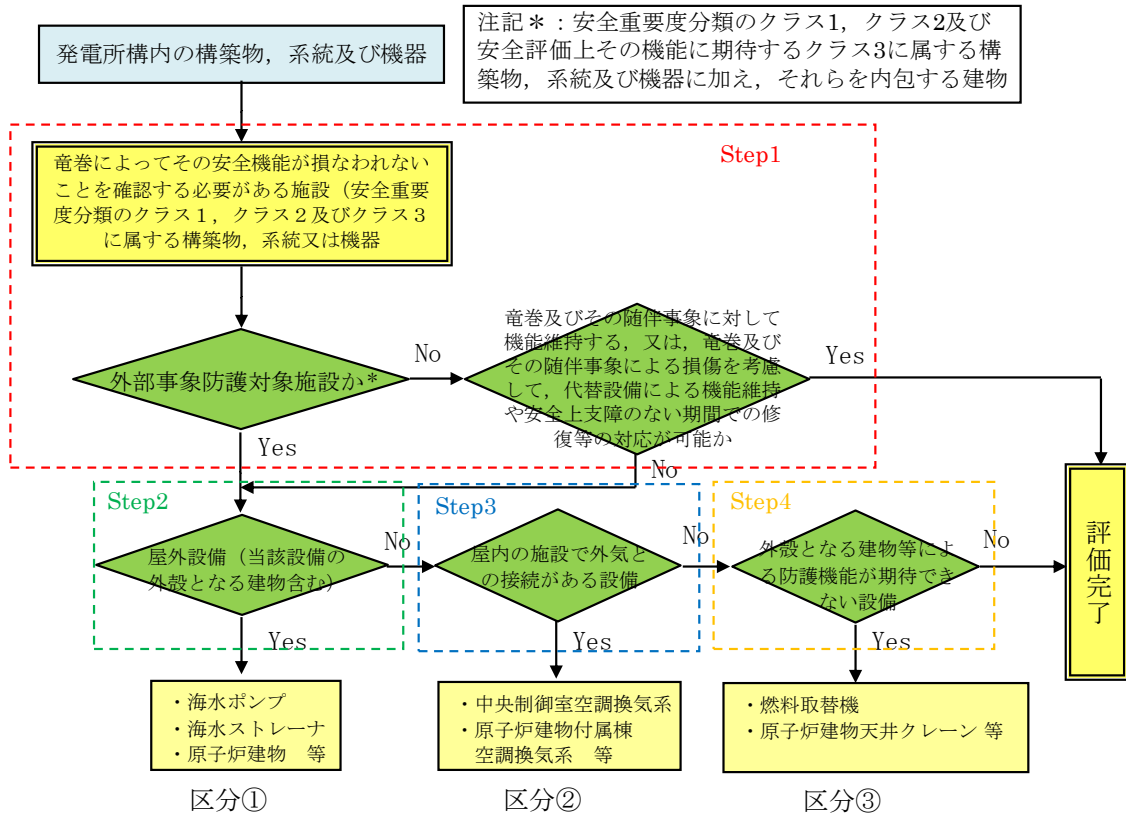 発電所構内の構築物，系統及び機器
注記＊：安全重要度分類のクラス1，クラス2及び
安全評価上その機能に期待するクラス3に属する構
築物，系統及び機器に加え，それらを内包する建物
Step1
竜巻によってその安全機能が損なわれない
ことを確認する必要がある施設（安全重要
度分類のクラス１，クラス２及びクラス３
に属する構築物，系統又は機器
外部事象防護対象施設か*
No
竜巻及びその随伴事象に対して
機能維持する，又は，竜巻及び
その随伴事象による損傷を考慮
して，代替設備による機能維持
や安全上支障のない期間での修
復等の対応が可能か
Yes
Yes
No
Step2
屋外設備（当該設備の
外殻となる建物含む）
No
Yes
Step3
屋内の施設で外気と
の接続がある設備
No
Yes
Step4
外殻となる建物等によ
る防護機能が期待でき
ない設備
No
Yes
評価完了
・海水ポンプ
・海水ストレーナ
・原子炉建物　等
・中央制御室空調換気系
・原子炉建物付属棟
空調換気系　等
・燃料取替機
・原子炉建物天井クレーン 等
区分①
区分②
区分③